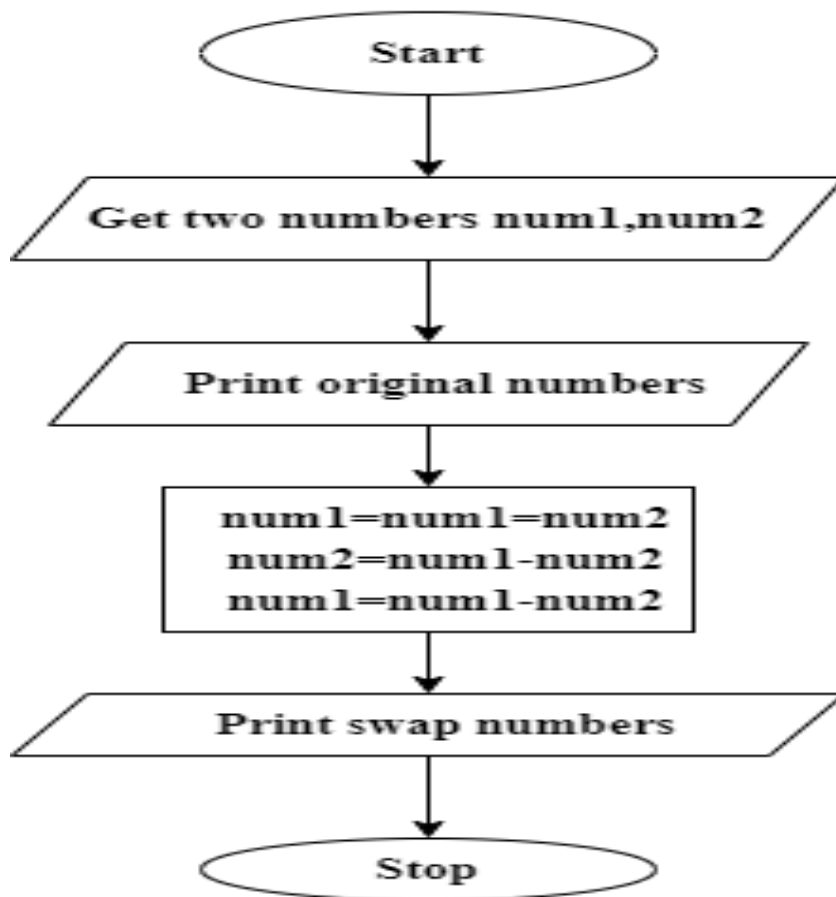 Start
Get two numbers num1,num2
Print original numbers
num1=num1=num2
num2=num1-num2
num1=num1-num2
Print swap numbers
Stop